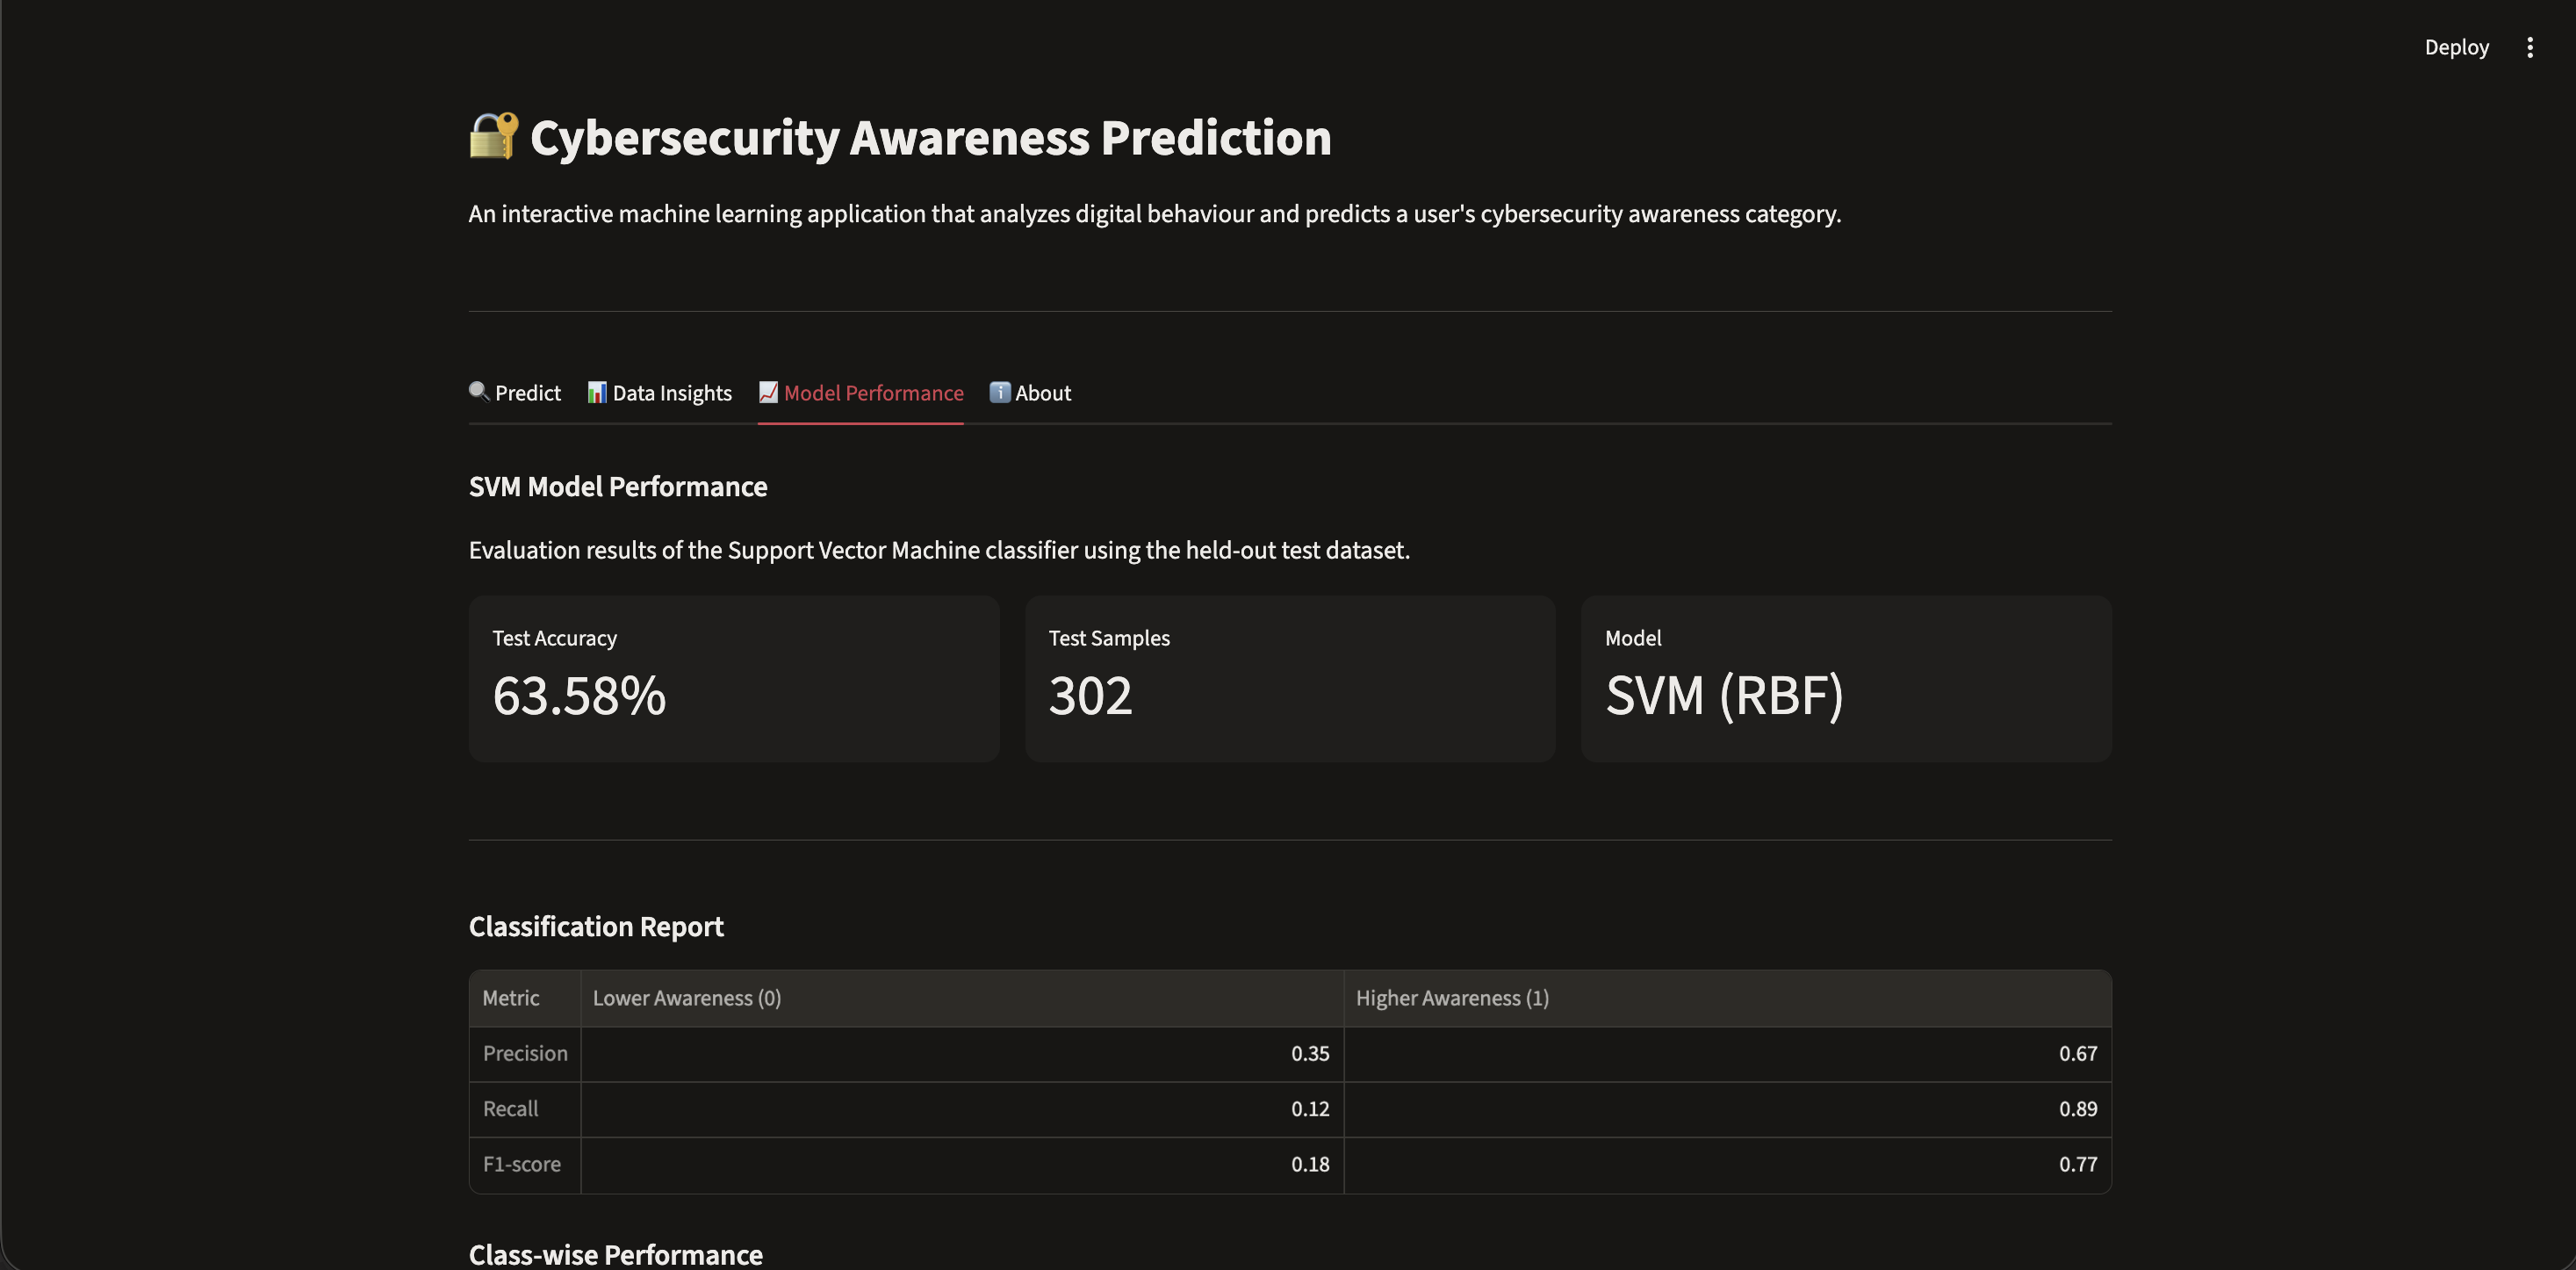 Deploy
🔐 Cybersecurity Awareness Prediction
An interactive machine learning application that analyzes digital behaviour and predicts a user's cybersecurity awareness category.
🔍 Predict 📊 Data Insights 📈 Model Performance ℹ️ About
SVM Model Performance
Evaluation results of the Support Vector Machine classifier using the held-out test dataset.
Test Accuracy
63.58%
Test Samples
302
Model
SVM (RBF)
Classification Report
Metric Lower Awareness (0) Higher Awareness (1)
Precision 0.35 0.67
Recall 0.12 0.89
F1-score 0.18 0.77
Class-wise Performance